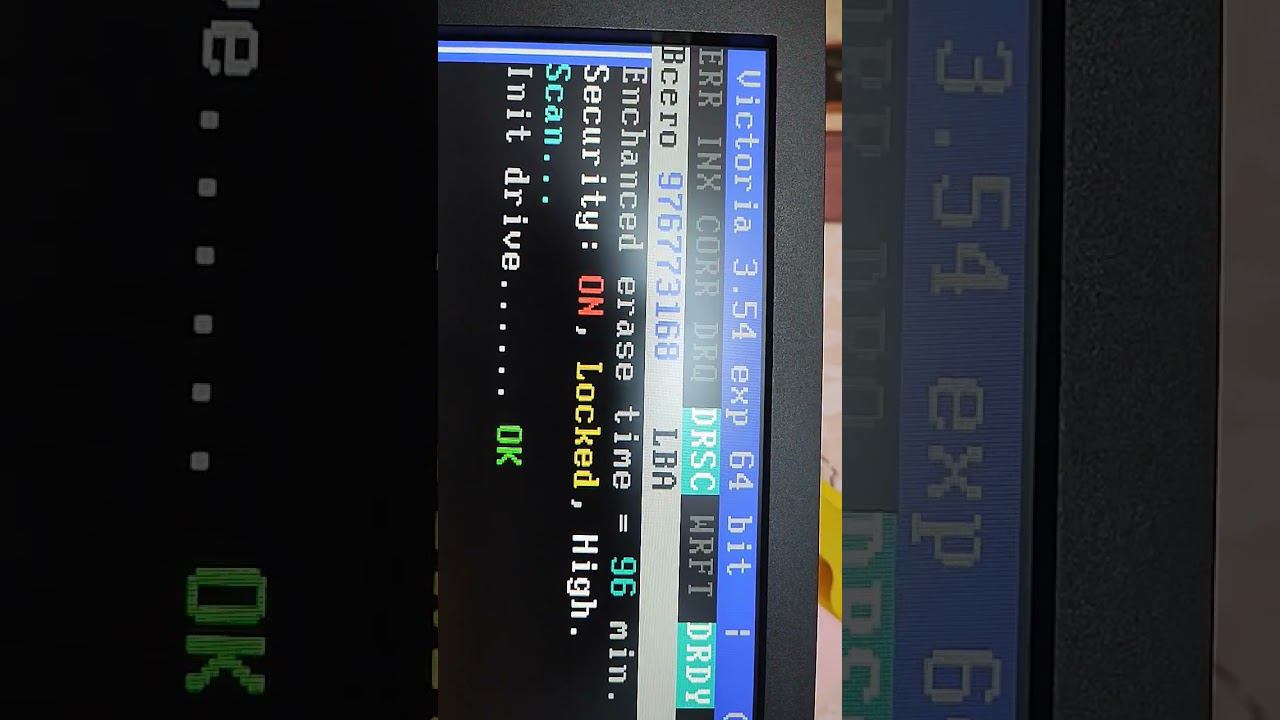 Victoria 3.54 exp 64 bit ¦
ERR INX CORR DRQ DRSC WRFT DRDY
Всего 976773168 LBA
Enchanced erase time = 96 min.
Security: ON, Locked, High.
Scan...
Init drive....... OK